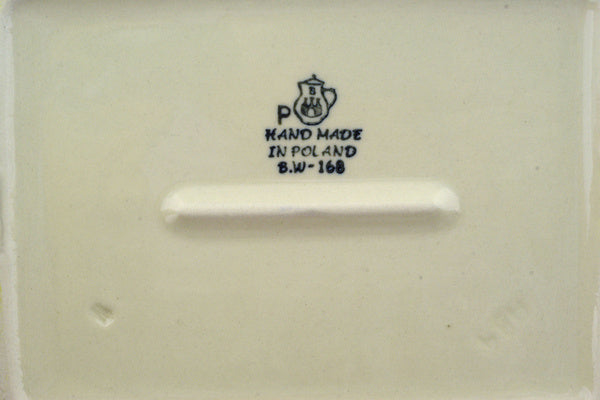 B
P
HAND MADE
IN POLAND
B.W-168